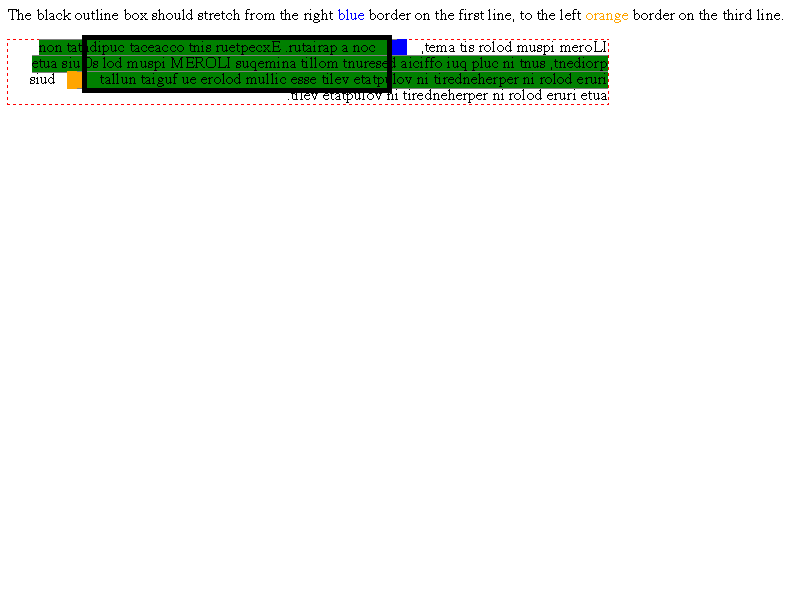 The black outline box should stretch from the right blue border on the first line, to the left orange border on the third line.
non tatadipuc taceacco tnis ruetpecxE .rutairap a noc ,tema tis rolod muspi meroLI
etua siu lod muspi MEROLI suqemina tillom tnuresed aiciffo iuq pluc ni tnus ,tnediorp
siud tallun taiguf ue erolod mullic esse tilev etatpulov ni tiredneherper ni rolod eruri
.tilev etatpulov ni tiredneherper ni rolod eruri etua